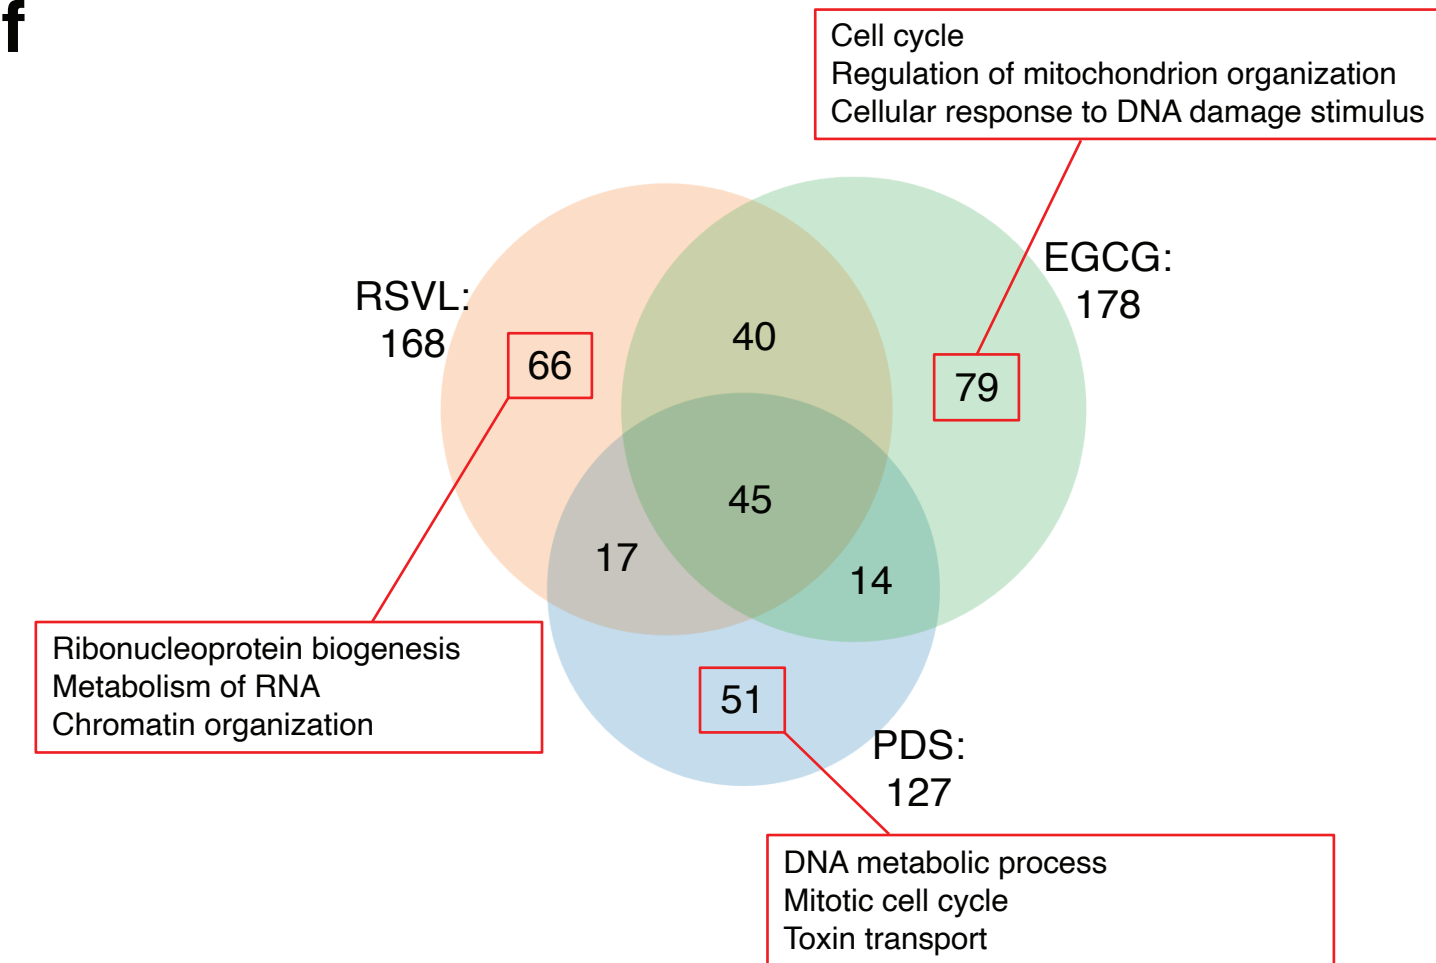 f
Cell cycle
Regulation of mitochondrion organization
Cellular response to DNA damage stimulus
EGCG:
178
RSVL:
168
66
40
79
45
17
14
51
Ribonucleoprotein biogenesis
Metabolism of RNA
Chromatin organization
PDS:
127
DNA metabolic process
Mitotic cell cycle
Toxin transport